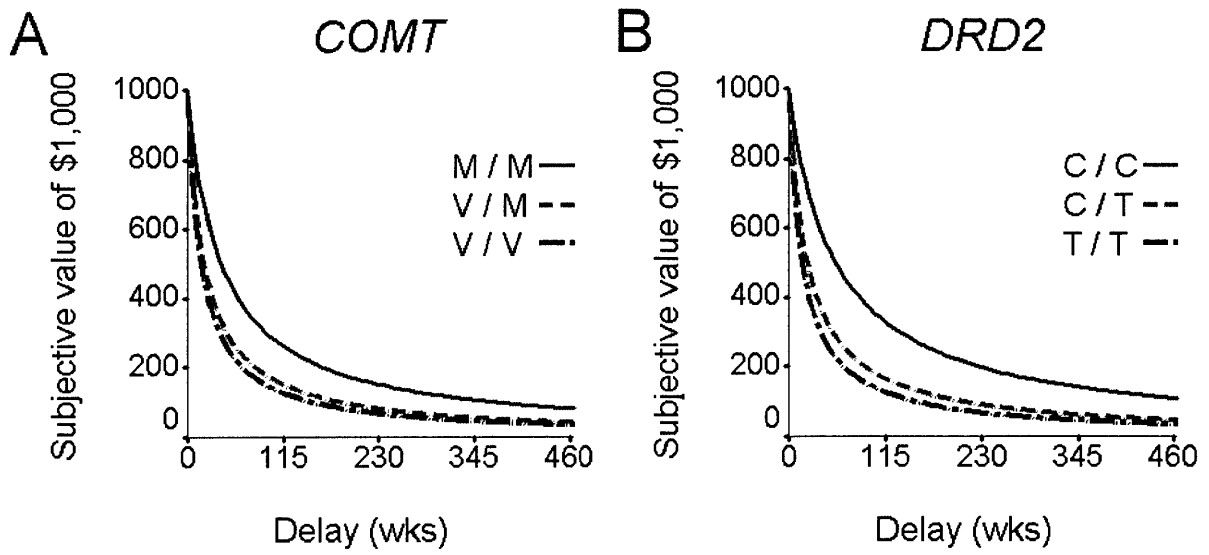 A
COMT
Subjective value of $1,000
1000
800
600
400
200
0
M / M
V / M
V / V
0 115 230 345 460
Delay (wks)
B
DRD2
Subjective value of $1,000
1000
800
600
400
200
0
C / C
C / T
T / T
0 115 230 345 460
Delay (wks)